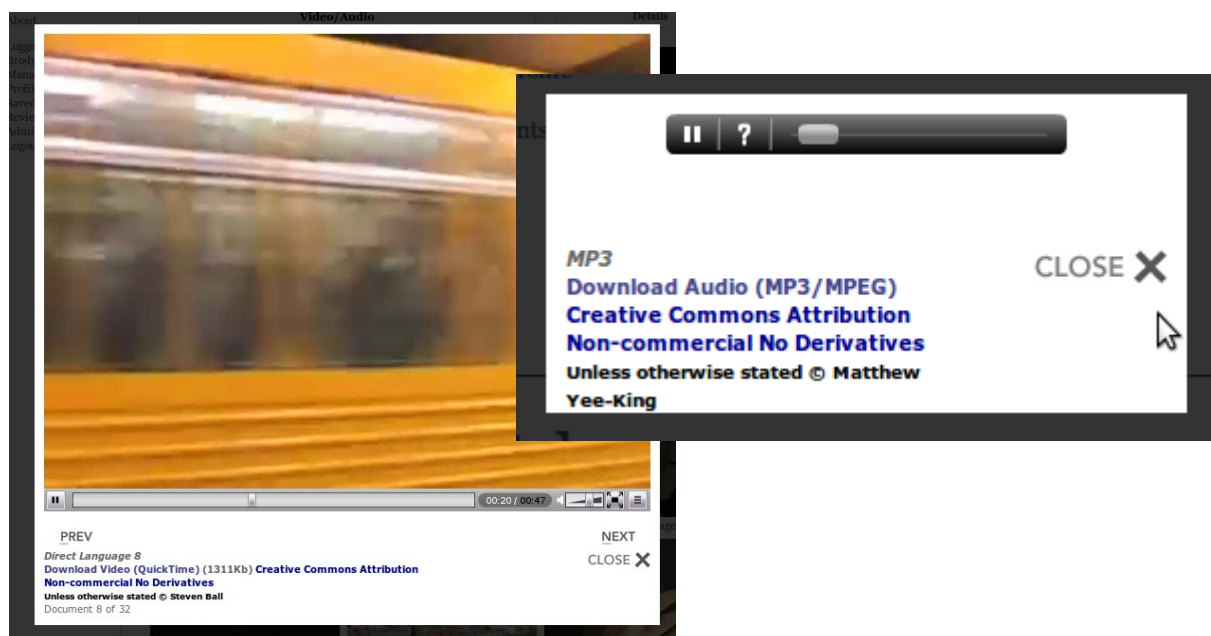 About
Video/Audio
Details
PREV
NEXT
Direct Language 8
CLOSE
Download Video (QuickTime) (1311Kb) Creative Commons Attribution
Non-commercial No Derivatives
Unless otherwise stated © Steven Ball
Document 8 of 32
00:20 / 00:47
?
MP3
CLOSE
Download Audio (MP3/MPEG)
Creative Commons Attribution
Non-commercial No Derivatives
Unless otherwise stated © Matthew
Yee-King